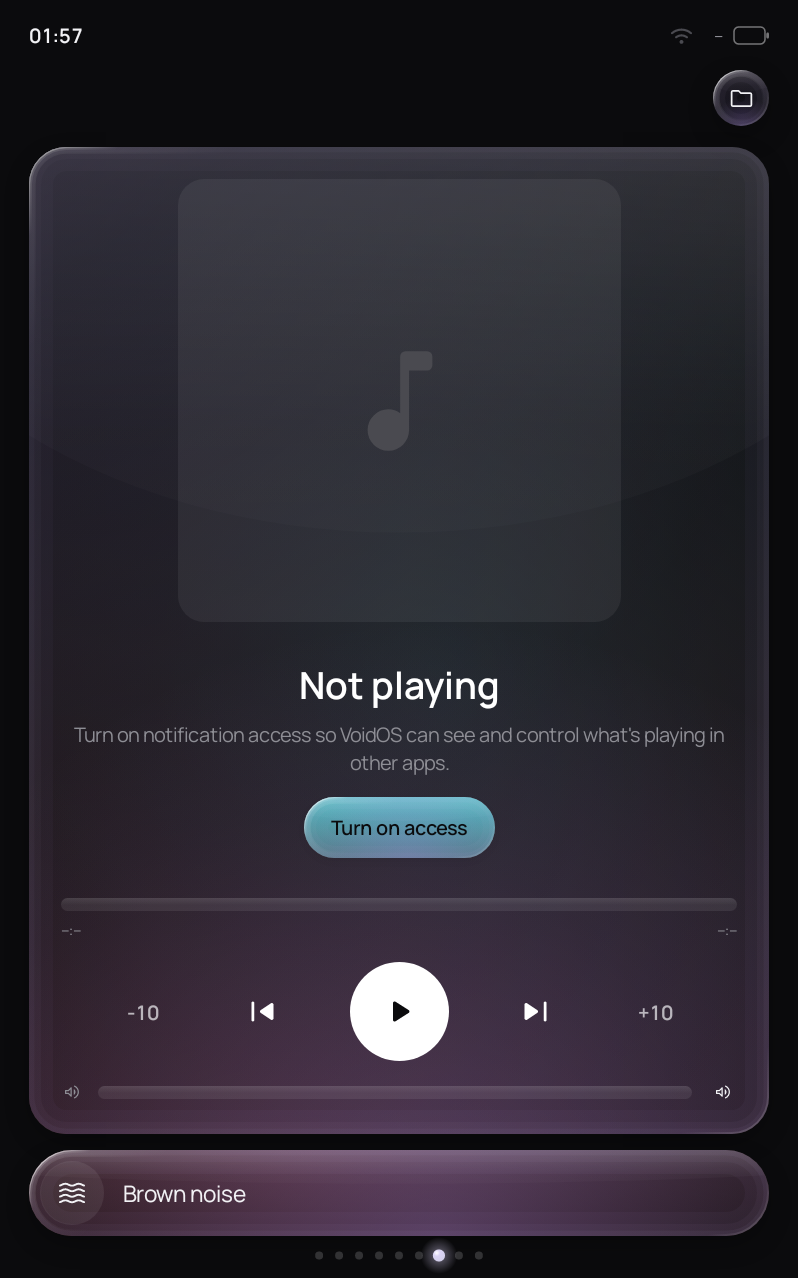 01:57
–
Not playing
Turn on notification access so VoidOS can see and control what's playing in
other apps.
Turn on access
–:– –:–
-10 +10
Brown noise